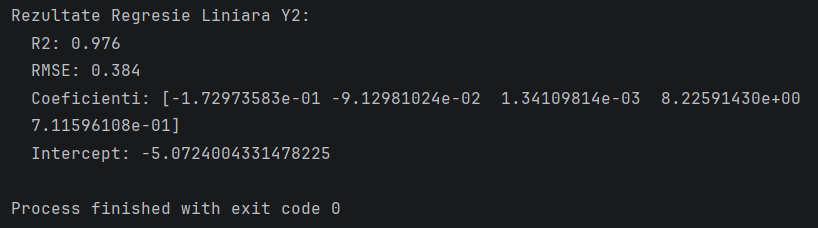 Rezultate Regresie Liniara Y2:
R2: 0.976
RMSE: 0.384
Coeficienti: [-1.72973583e-01 -9.12981024e-02  1.34109814e-03  8.22591430e+00
7.11596108e-01]
Intercept: -5.0724004331478225
Process finished with exit code 0